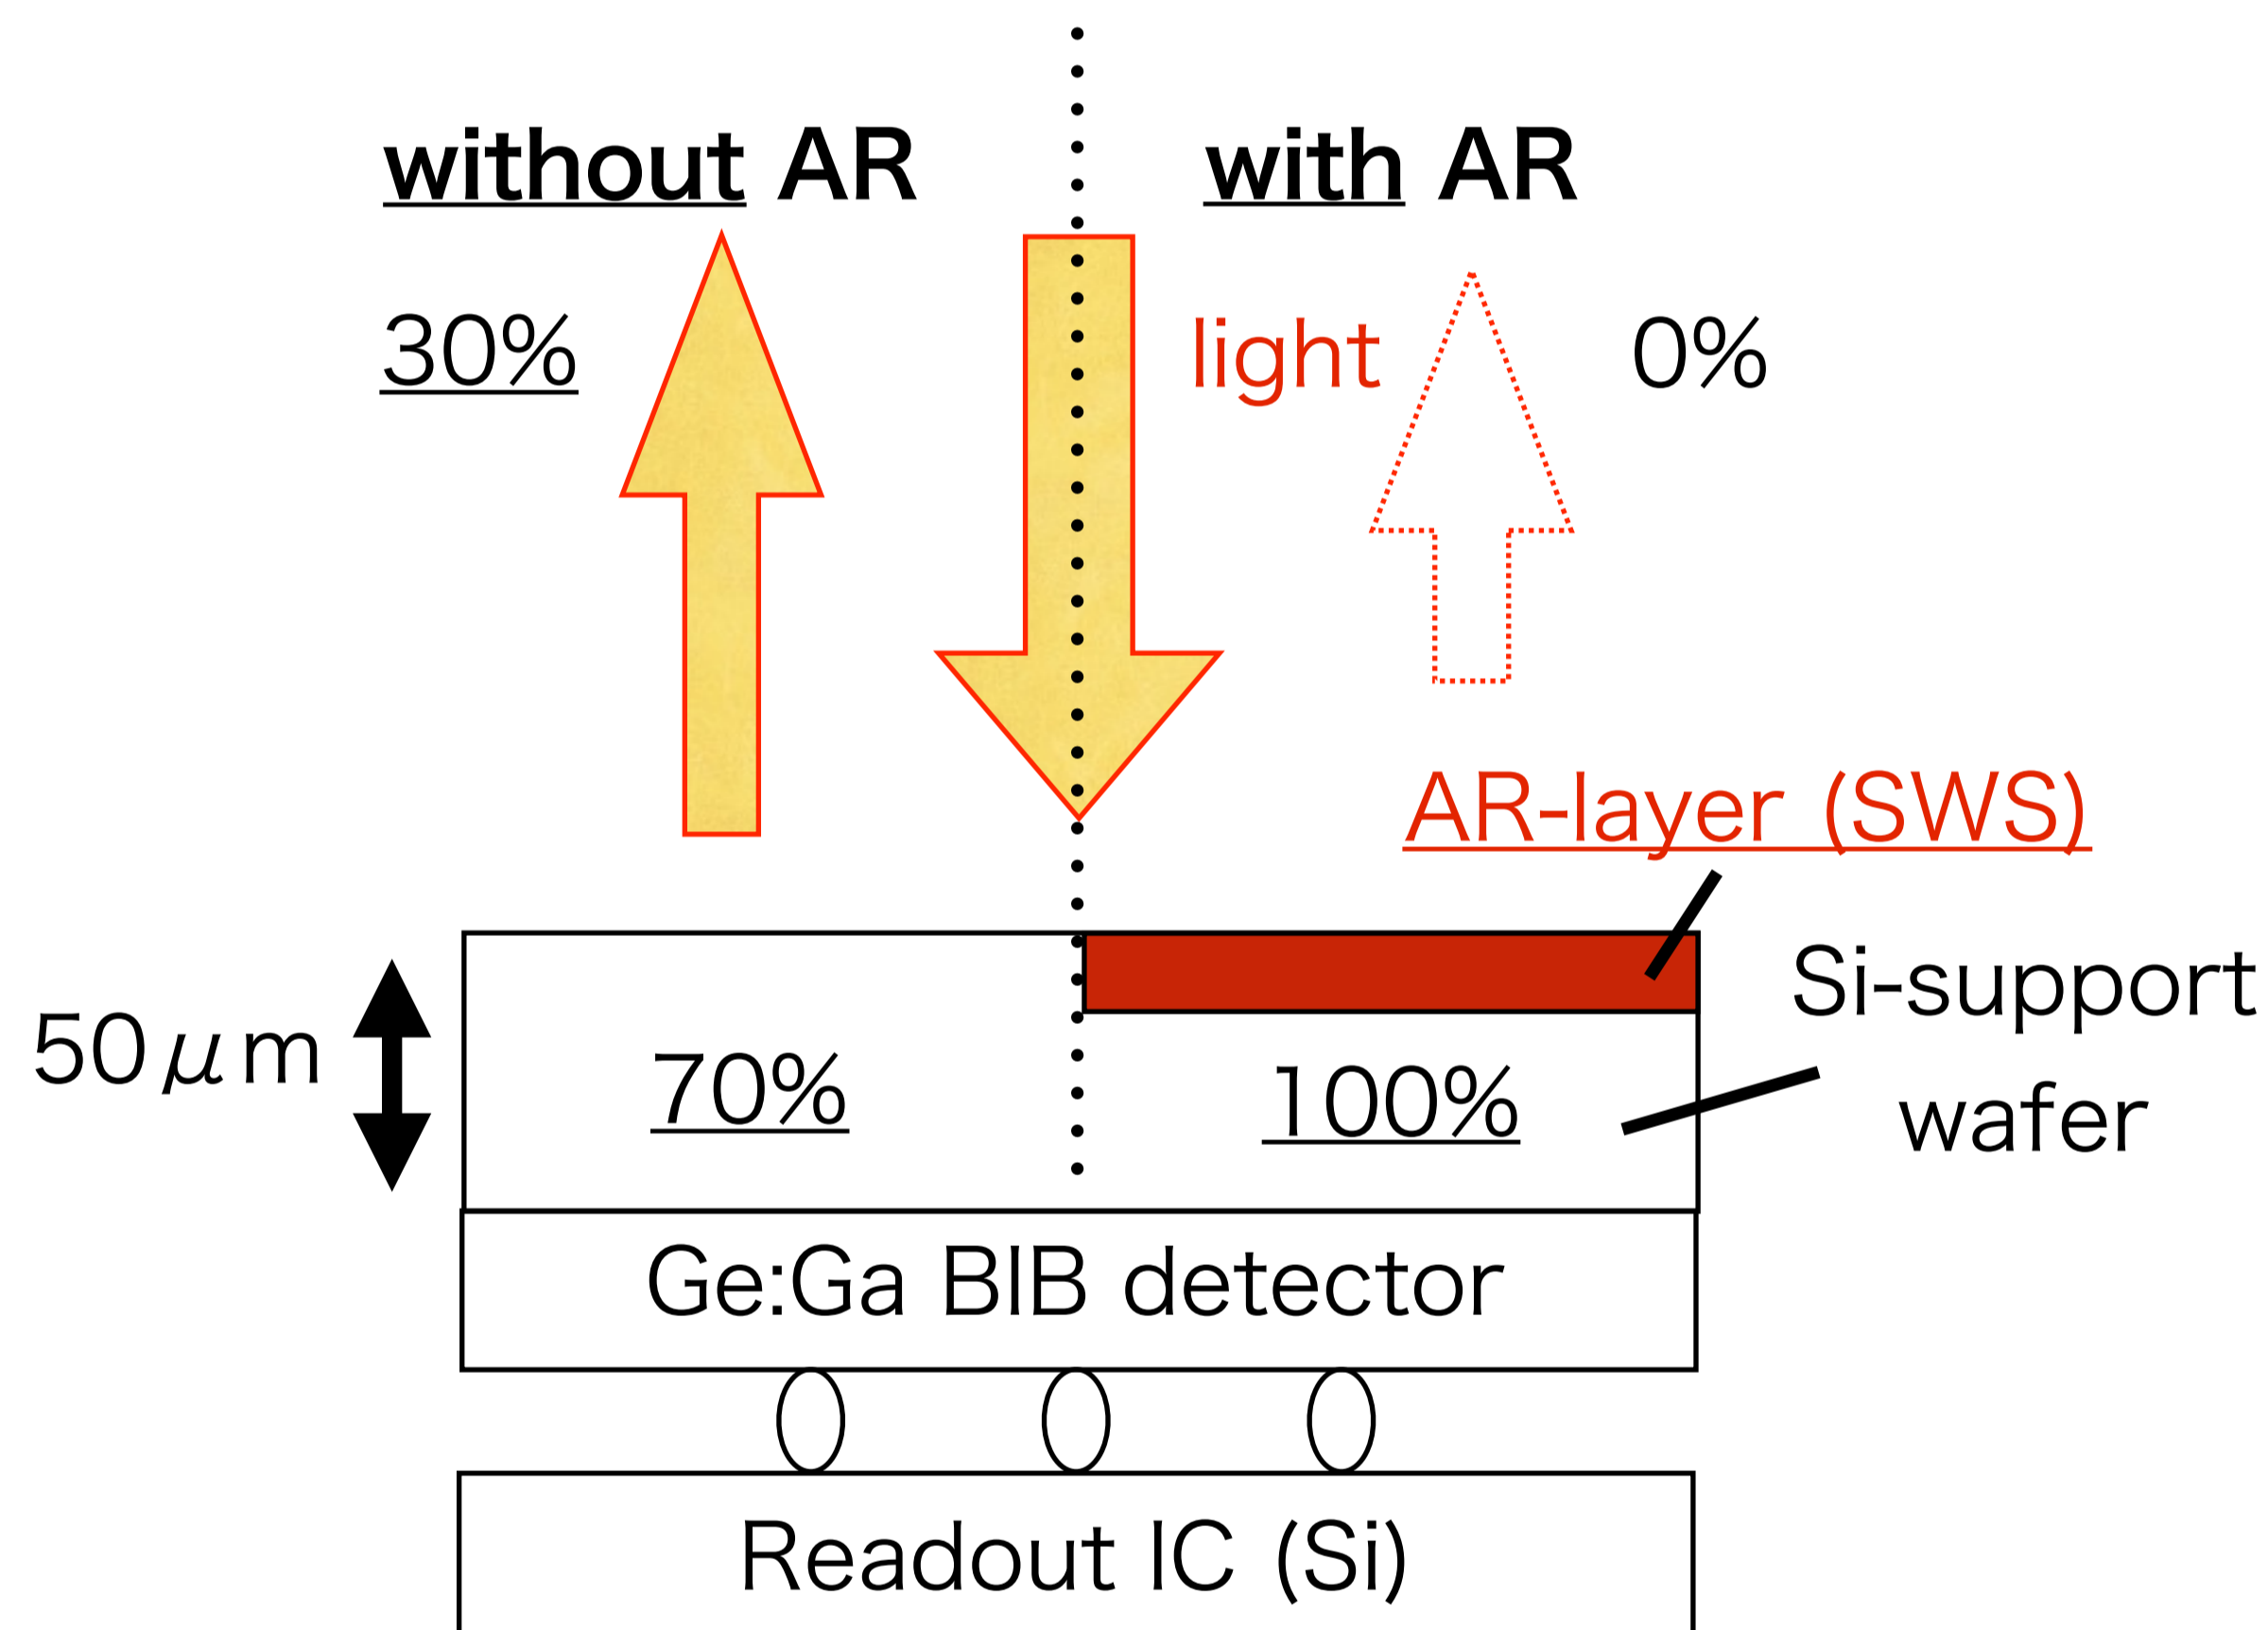 without AR
with AR
30%
light
0%
AR-layer (SWS)
Si-support
wafer
50μm
70%
100%
Ge:Ga BIB detector
Readout IC (Si)